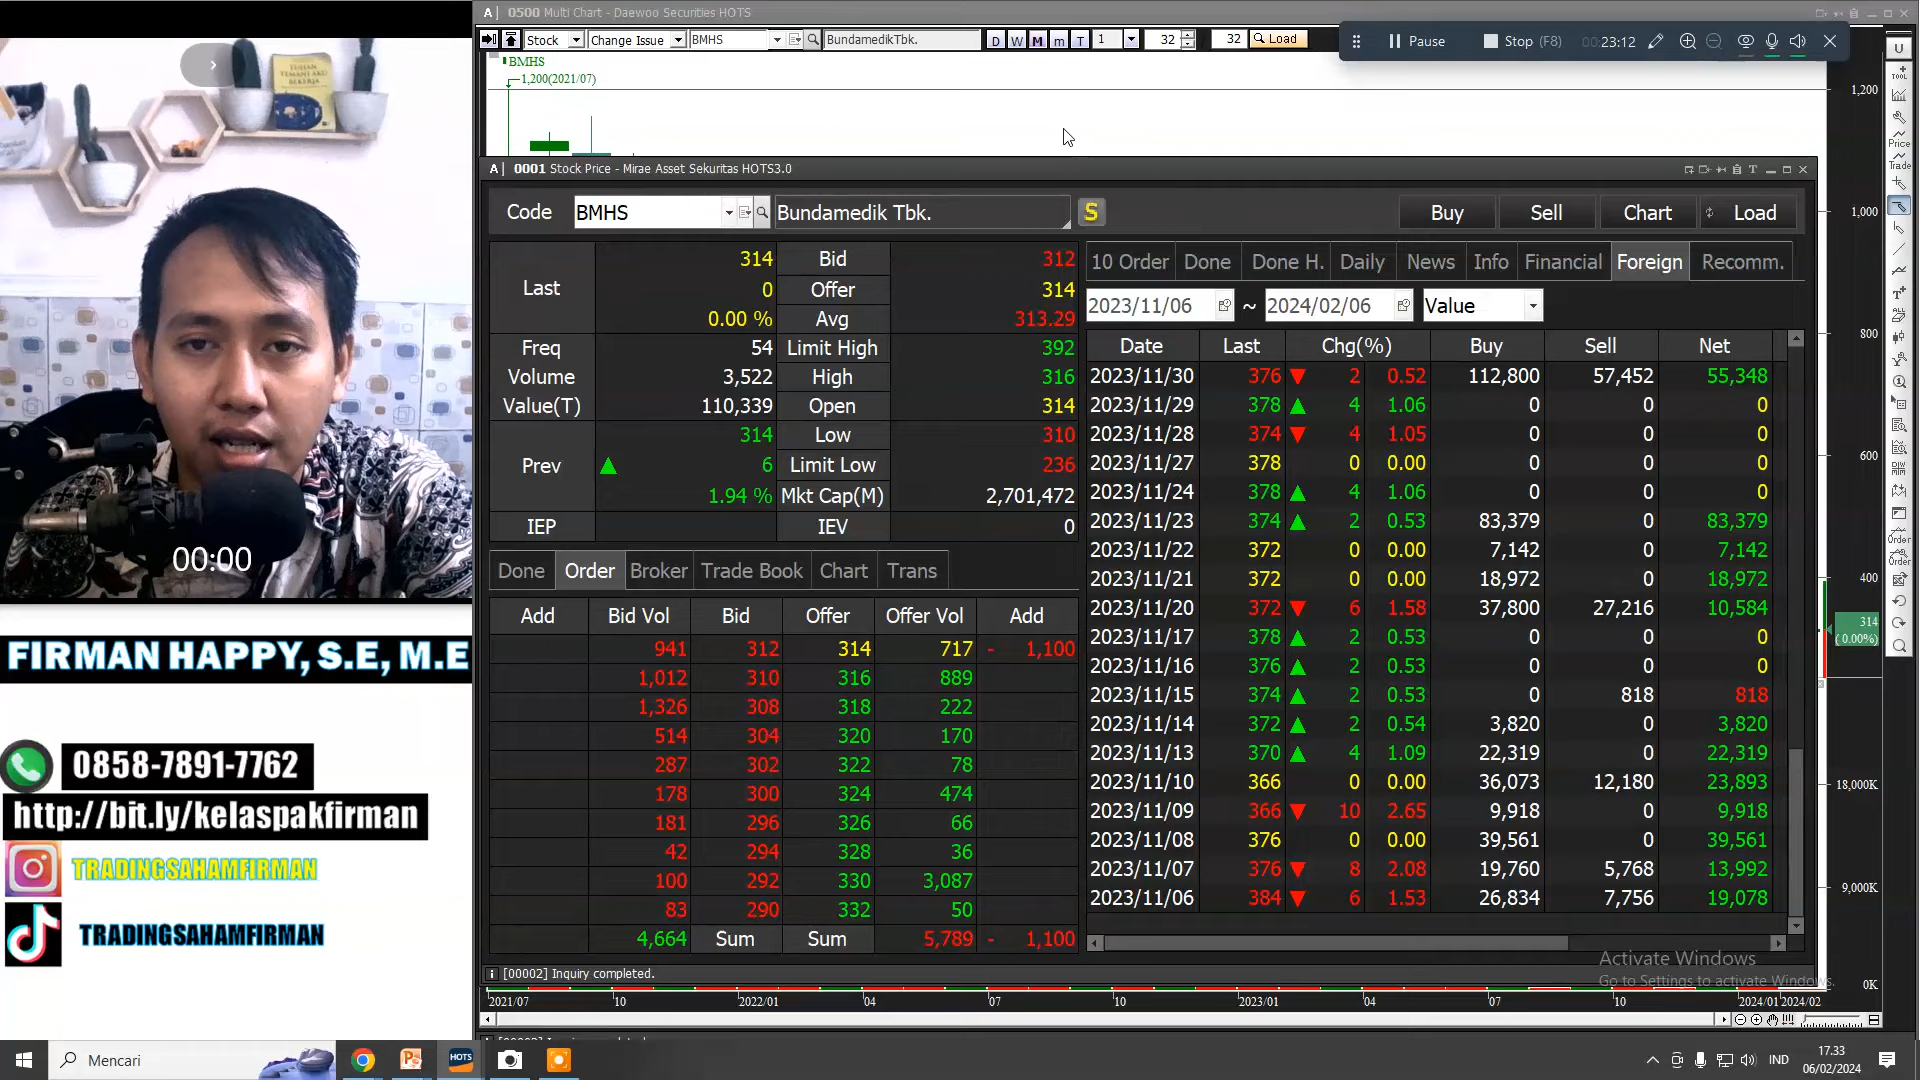 0500 Multi Chart - Daewoo Securities HOTS
Stock Change Issue BMHS BundamedikTbk. D W M m T 1 32 32 Load
Pause Stop (F8) 00:23:12
BMHS
1,200(2021/07)
A 0001 Stock Price - Mirae Asset Sekuritas HOTS3.0
Code BMHS Bundamedik Tbk. S Buy Sell Chart Load
Last 314 Bid 312
0 Offer 314
0.00 % Avg 313.29
Freq 54 Limit High 392
Volume 3,522 High 316
Value(T) 110,339 Open 314
Prev 314 Low 310
6 Limit Low 236
1.94 % Mkt Cap(M) 2,701,472
IEP IEV 0
Done Order Broker Trade Book Chart Trans
Add Bid Vol Bid Offer Offer Vol Add
941 312 314 717 - 1,100
1,012 310 316 889
1,326 308 318 222
514 304 320 170
287 302 322 78
178 300 324 474
181 296 326 66
42 294 328 36
100 292 330 3,087
83 290 332 50
4,664 Sum Sum 5,789 - 1,100
[00002] Inquiry completed.
10 Order Done Done H. Daily News Info Financial Foreign Recomm.
2023/11/06 ~ 2024/02/06 Value
Date Last Chg(%) Buy Sell Net
2023/11/30 376 ▼ 2 0.52 112,800 57,452 55,348
2023/11/29 378 ▲ 4 1.06 0 0 0
2023/11/28 374 ▼ 4 1.05 0 0 0
2023/11/27 378 0 0.00 0 0 0
2023/11/24 378 ▲ 4 1.06 0 0 0
2023/11/23 374 ▲ 2 0.53 83,379 0 83,379
2023/11/22 372 0 0.00 7,142 0 7,142
2023/11/21 372 0 0.00 18,972 0 18,972
2023/11/20 372 ▼ 6 1.58 37,800 27,216 10,584
2023/11/17 378 ▲ 2 0.53 0 0 0
2023/11/16 376 ▲ 2 0.53 0 0 0
2023/11/15 374 ▲ 2 0.53 0 818 818
2023/11/14 372 ▲ 2 0.54 3,820 0 3,820
2023/11/13 370 ▲ 4 1.09 22,319 0 22,319
2023/11/10 366 0 0.00 36,073 12,180 23,893
2023/11/09 366 ▼ 10 2.65 9,918 0 9,918
2023/11/08 376 0 0.00 39,561 0 39,561
2023/11/07 376 ▼ 8 2.08 19,760 5,768 13,992
2023/11/06 384 ▼ 6 1.53 26,834 7,756 19,078
1,200
1,000
800
600
400
314
( 0.00%)
18,000K
9,000K
0K
U
TOOL
Price
Trade
Order
Order
Activate Windows
Go to Settings to activate Windows.
2021/07 10 2022/01 04 07 10 2023/01 04 07 10 2024/01 2024/02
00:00
FIRMAN HAPPY, S.E, M.E
0858-7891-7762
http://bit.ly/kelaspakfirman
TRADINGSAHAMFIRMAN
TRADINGSAHAMFIRMAN
Mencari
HOTS
IND
17.33
06/02/2024